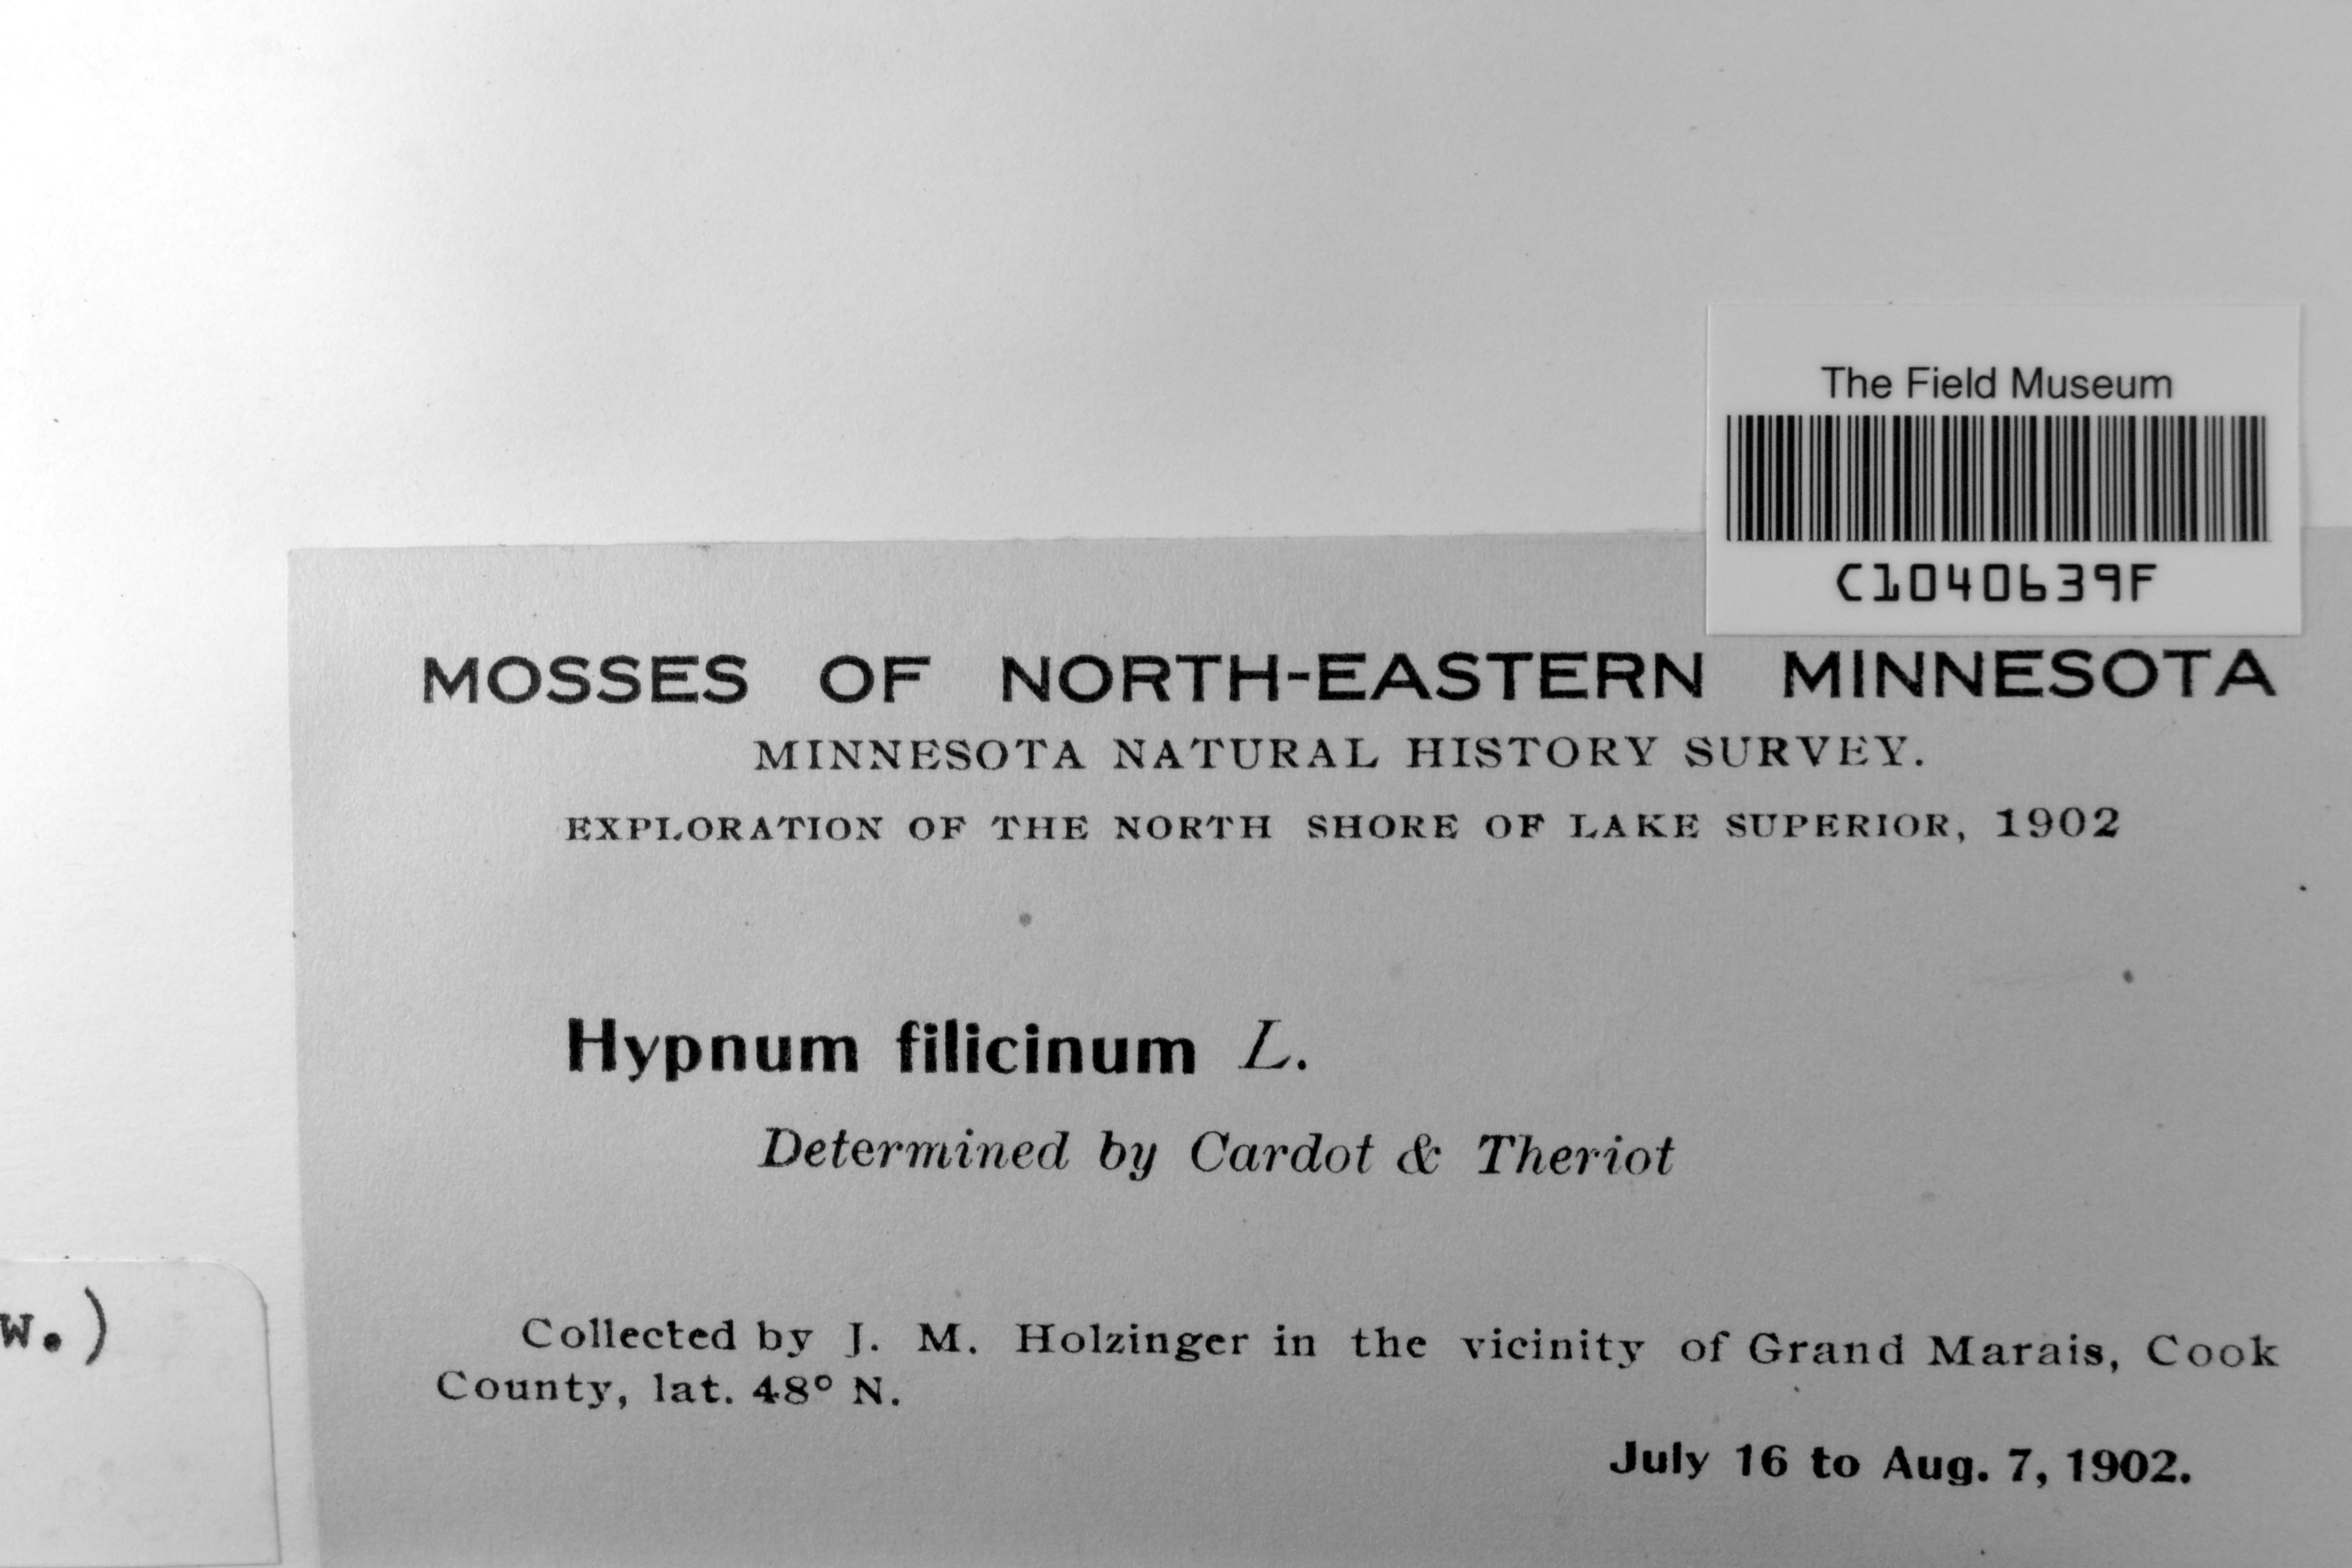 The Field Museum
C1040639F
MOSSES OF NORTH-EASTERN MINNESOTA
MINNESOTA NATURAL HISTORY SURVEY.
EXPLORATION OF THE NORTH SHORE OF LAKE SUPERIOR, 1902
Hypnum filicinum L.
Determined by Cardot & Theriot
w.)
Collected by J. M. Holzinger in the vicinity of Grand Marais, Cook
County, lat. 48° N.
July 16 to Aug. 7, 1902.